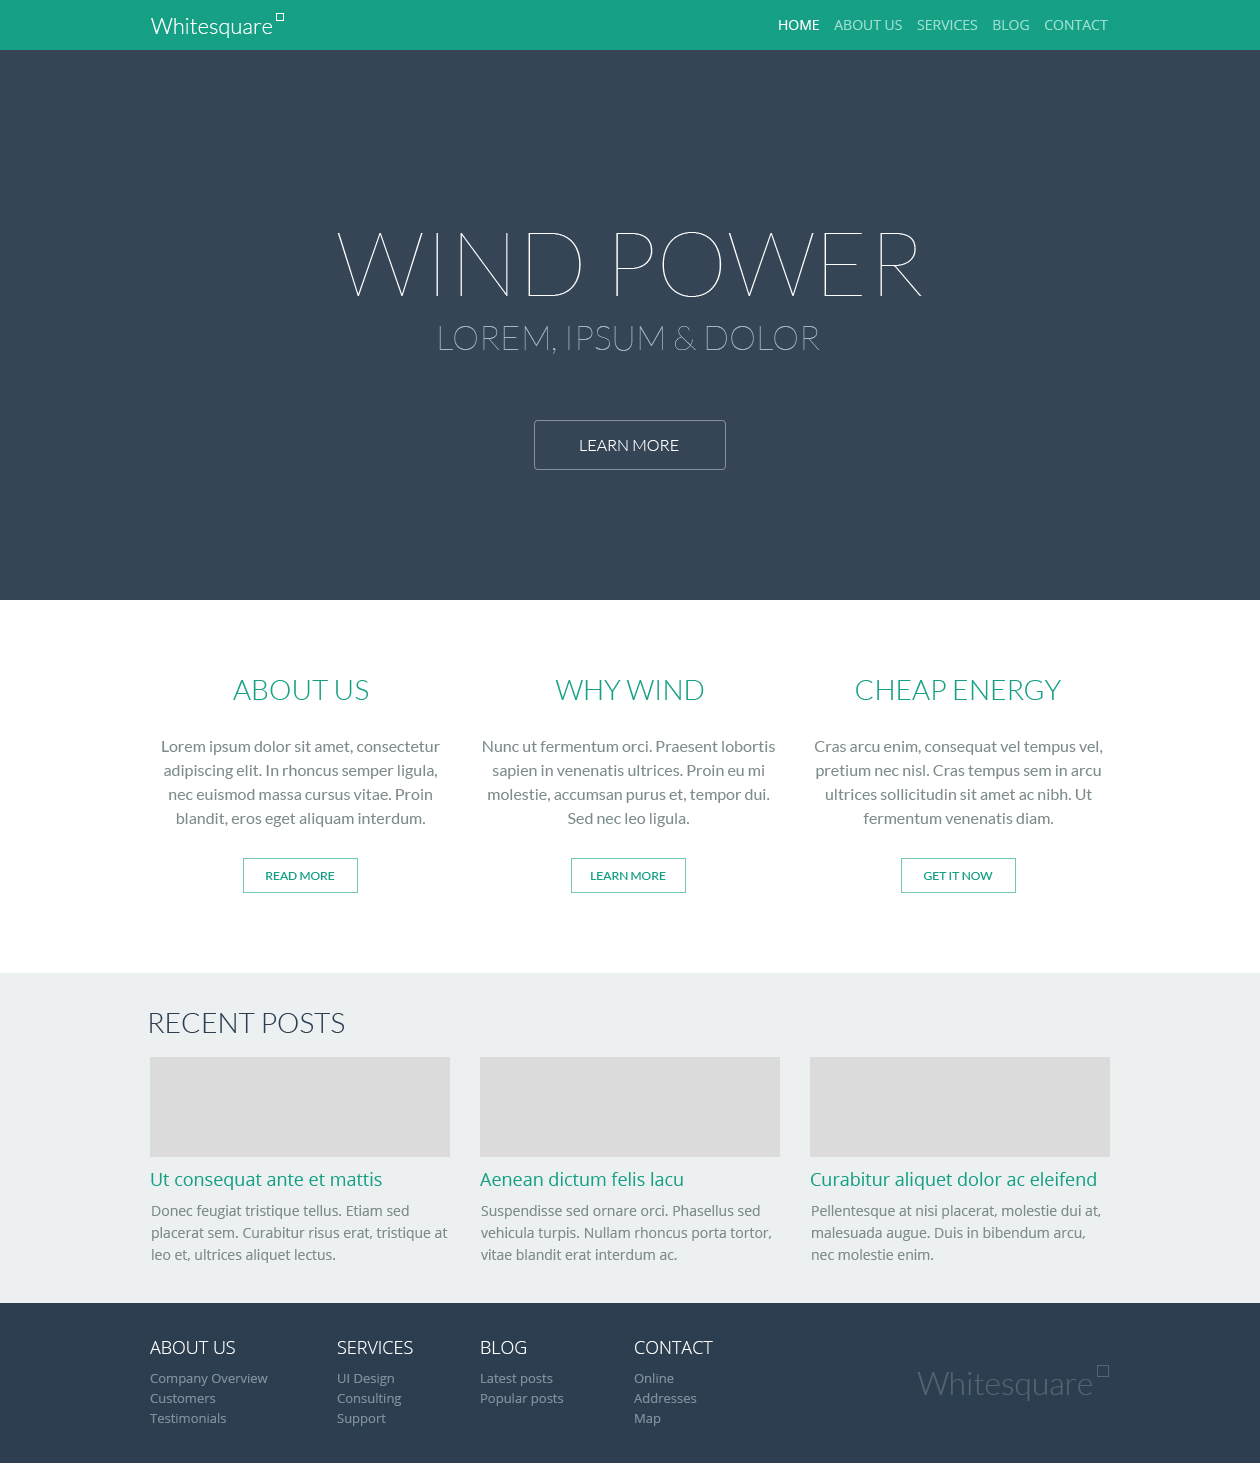 Whitesquare
HOME ABOUT US SERVICES BLOG CONTACT
WIND POWER
LOREM, IPSUM & DOLOR
LEARN MORE
ABOUT US
Lorem ipsum dolor sit amet, consectetur
adipiscing elit. In rhoncus semper ligula,
nec euismod massa cursus vitae. Proin
blandit, eros eget aliquam interdum.
READ MORE
WHY WIND
Nunc ut fermentum orci. Praesent lobortis
sapien in venenatis ultrices. Proin eu mi
molestie, accumsan purus et, tempor dui.
Sed nec leo ligula.
LEARN MORE
CHEAP ENERGY
Cras arcu enim, consequat vel tempus vel,
pretium nec nisl. Cras tempus sem in arcu
ultrices sollicitudin sit amet ac nibh. Ut
fermentum venenatis diam.
GET IT NOW
RECENT POSTS
Ut consequat ante et mattis
Donec feugiat tristique tellus. Etiam sed
placerat sem. Curabitur risus erat, tristique at
leo et, ultrices aliquet lectus.
Aenean dictum felis lacu
Suspendisse sed ornare orci. Phasellus sed
vehicula turpis. Nullam rhoncus porta tortor,
vitae blandit erat interdum ac.
Curabitur aliquet dolor ac eleifend
Pellentesque at nisi placerat, molestie dui at,
malesuada augue. Duis in bibendum arcu,
nec molestie enim.
ABOUT US
Company Overview
Customers
Testimonials
SERVICES
UI Design
Consulting
Support
BLOG
Latest posts
Popular posts
CONTACT
Online
Addresses
Map
Whitesquare